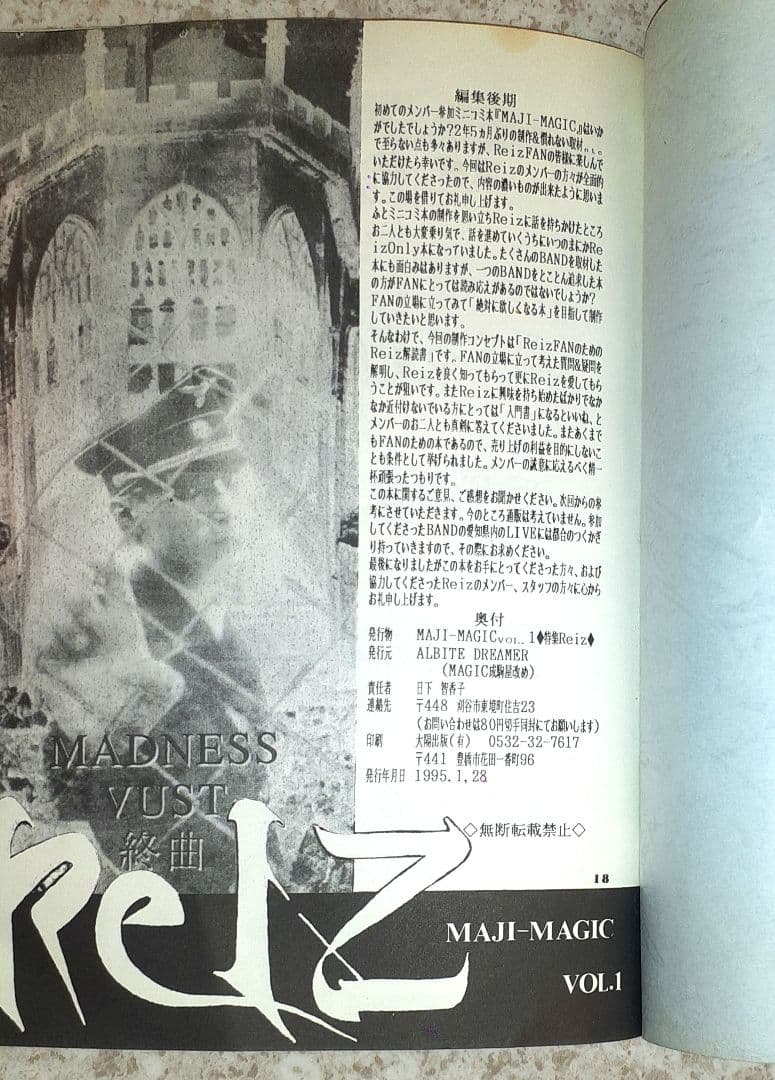 編集後期
初めてのメンバー参加ミニコミ本『MAJI-MAGIC』はいか
がでしたでしょうか?2年5ヵ月ぶりの制作&慣れない取材。。。
で至らない点も多々ありますが、ReizFANの皆様に楽しんで
いただけたら幸いです。今回はReizのメンバーの方々が全面的
に協力してくださったので、内容の濃いものが出来たように思いま
す。この場を借りてお礼申し上げます。
ふとミニコミ本の制作を思い立ちReizに話を持ちかけたところ
お二人とも大変乗り気で、話を進めていくうちにいつのまにかRe
izOnly本になっていました。たくさんのBANDを取材した
本にも面白みはありますが、一つのBANDをとことん追求した本
の方がFANにとっては読み応えがあるのではないでしょうか?
FANの立場に立ってみて「絶対に欲しくなる本」を目指して制作
していきたいと思います。
そんなわけで、今回の制作コンセプトは「ReizFANのための
Reiz解読書」です。FANの立場に立って考えた質問&疑問を
解明し、Reizを良く知ってもらって更にReizを愛してもら
うことが狙いです。またReizに興味を持ち始めたばかりでなか
なか近付けないでいる方にとっては「入門書」になるといいね、と
メンバーのお二人とも真剣に答えてくださいました。またあくまで
もFANのための本であるので、売り上げの利益を目的にしないこ
とも条件として挙げられました。メンバーの誠意に応えるべく精一
杯頑張ったつもりです。
この本に関するご意見、ご感想をお聞かせください。次回からの参
考にさせていただきます。今のところ通販は考えていません。参加
してくださったBANDの愛知県内のLIVEには都合のつくかぎ
り持っていきますので、その際にお求めください。
最後になりましたがこの本をお手にとってくださった方々、および
協力してくださったReizのメンバー、スタッフの方々に心から
お礼申し上げます。
奥付
発行物 MAJI-MAGICVOL.1◆特集Reiz◆
発行元 ALBITE DREAMER
(MAGIC成駒屋改め)
責任者 日下 智香子
連絡先 〒448 刈谷市東境町住吉23
(お問い合わせは80円切手同封にてお願いします)
印刷 大陽出版(有) 0532-32-7617
〒441 豊橋市花田一番町96
発行年月日 1995.1.28
◇無断転載禁止◇
18
MADNESS
VUST
終曲
Reiz
MAJI-MAGIC
VOL.1